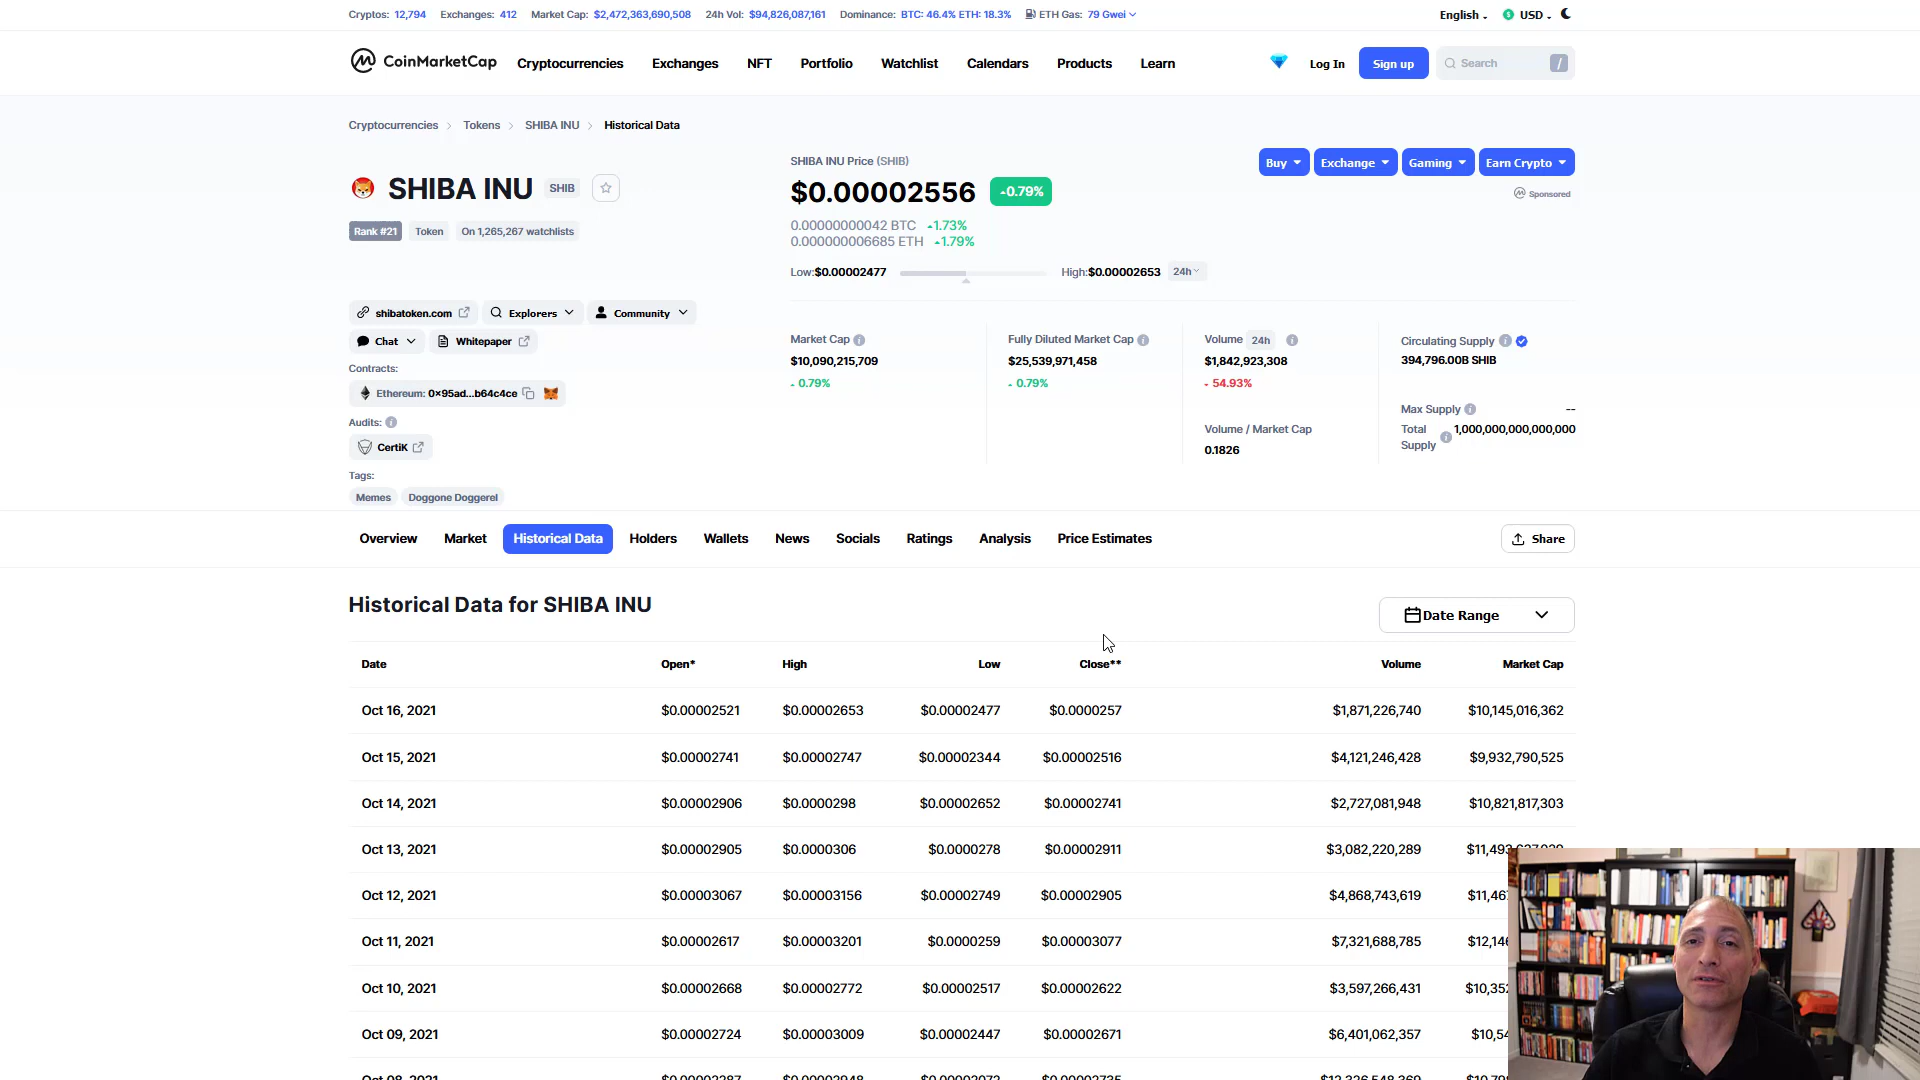 Cryptos: 12,794 Exchanges: 412 Market Cap: $2,472,363,690,508 24h Vol: $94,826,087,161 Dominance: BTC: 46.4% ETH: 18.3% ETH Gas: 79 Gwei English USD
CoinMarketCap Cryptocurrencies Exchanges NFT Portfolio Watchlist Calendars Products Learn Log In Sign up Search /
Cryptocurrencies > Tokens > SHIBA INU > Historical Data
SHIBA INU SHIB
Rank #21 Token On 1,265,267 watchlists
SHIBA INU Price (SHIB)
$0.00002556 0.79%
0.00000000042 BTC 1.73%
0.000000006685 ETH 1.79%
Low:$0.00002477 High:$0.00002653 24h
Buy Exchange Gaming Earn Crypto
Sponsored
shibatoken.com Explorers Community
Chat Whitepaper
Contracts:
Ethereum: 0x95ad...b64c4ce
Audits:
CertiK
Tags:
Memes Doggone Doggerel
Market Cap
$10,090,215,709
0.79%
Fully Diluted Market Cap
$25,539,971,458
0.79%
Volume 24h
$1,842,923,308
54.93%
Volume / Market Cap
0.1826
Circulating Supply
394,796.00B SHIB
Max Supply --
Total Supply 1,000,000,000,000,000
Overview Market Historical Data Holders Wallets News Socials Ratings Analysis Price Estimates Share
Historical Data for SHIBA INU
Date Range
Date Open* High Low Close** Volume Market Cap
Oct 16, 2021 $0.00002521 $0.00002653 $0.00002477 $0.0000257 $1,871,226,740 $10,145,016,362
Oct 15, 2021 $0.00002741 $0.00002747 $0.00002344 $0.00002516 $4,121,246,428 $9,932,790,525
Oct 14, 2021 $0.00002906 $0.0000298 $0.00002652 $0.00002741 $2,727,081,948 $10,821,817,303
Oct 13, 2021 $0.00002905 $0.0000306 $0.0000278 $0.00002911 $3,082,220,289
Oct 12, 2021 $0.00003067 $0.00003156 $0.00002749 $0.00002905 $4,868,743,619 $11,46
Oct 11, 2021 $0.00002617 $0.00003201 $0.0000259 $0.00003077 $7,321,688,785 $12,14
Oct 10, 2021 $0.00002668 $0.00002772 $0.00002517 $0.00002622 $3,597,266,431 $10,35
Oct 09, 2021 $0.00002724 $0.00003009 $0.00002447 $0.00002671 $6,401,062,357 $10,54